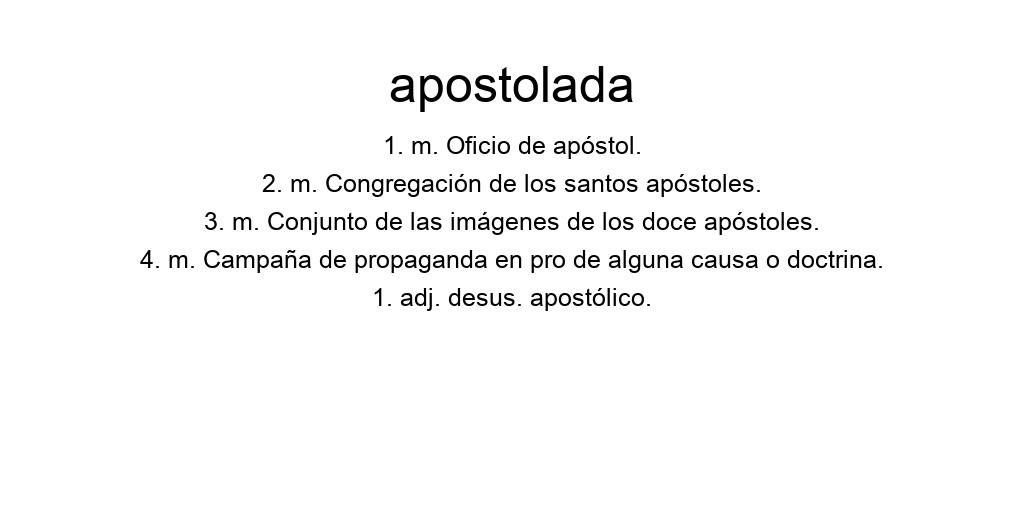 apostolada
1. m. Oficio de apóstol.
2. m. Congregación de los santos apóstoles.
3. m. Conjunto de las imágenes de los doce apóstoles.
4. m. Campaña de propaganda en pro de alguna causa o doctrina.
1. adj. desus. apostólico.